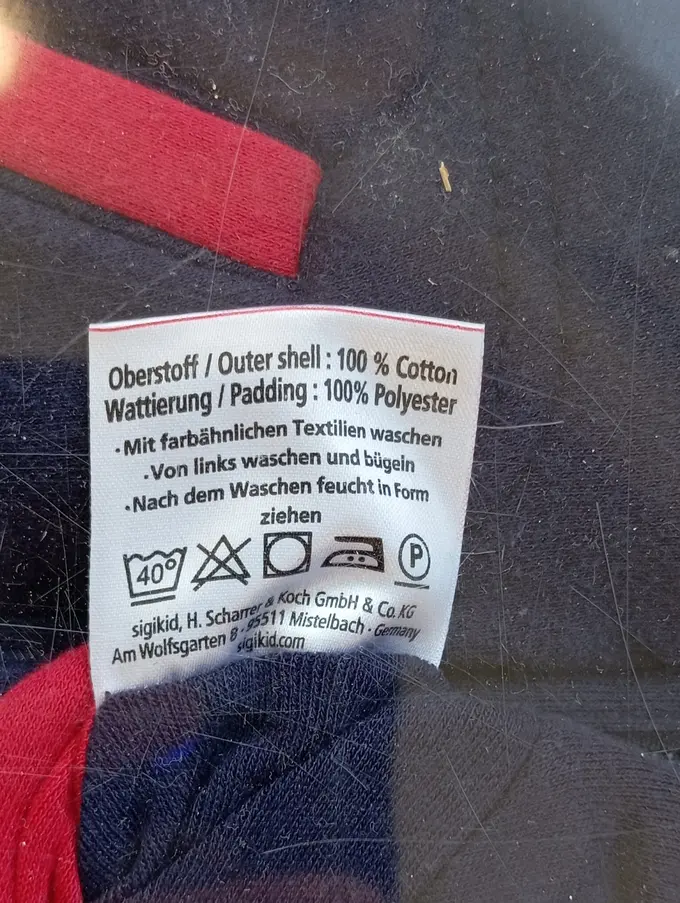 Oberstoff / Outer shell : 100 % Cotton
Wattierung / Padding : 100% Polyester
·Mit farbähnlichen Textilien waschen
·Von links waschen und bügeln
·Nach dem Waschen feucht in Form
ziehen
40° P
sigikid, H. Scharrer & Koch GmbH & Co. KG
Am Wolfsgarten 8 · 95511 Mistelbach · Germany
sigikid.com